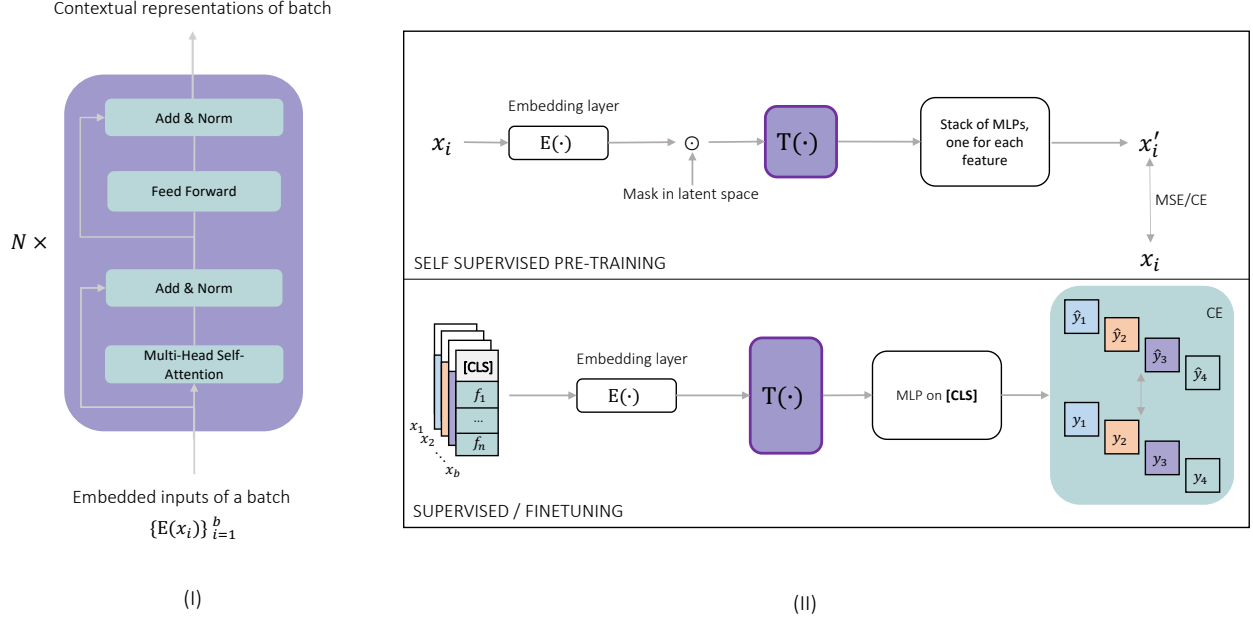 Contextual representations of batch
Add & Norm
Feed Forward
N ×
Add & Norm
Multi-Head Self-
Attention
Embedded inputs of a batch
{E(xᵢ)} ᵇᵢ₌₁
(I)
Embedding layer
xᵢ
E(·)
⊙
Mask in latent space
T(·)
Stack of MLPs,
one for each
feature
xᵢ′
MSE/CE
xᵢ
SELF SUPERVISED PRE-TRAINING
[CLS]
f₁
...
fₙ
x₁
x₂
...
x_b
Embedding layer
E(·)
T(·)
MLP on [CLS]
CE
ŷ₁
ŷ₂
ŷ₃
ŷ₄
y₁
y₂
y₃
y₄
SUPERVISED / FINETUNING
(II)